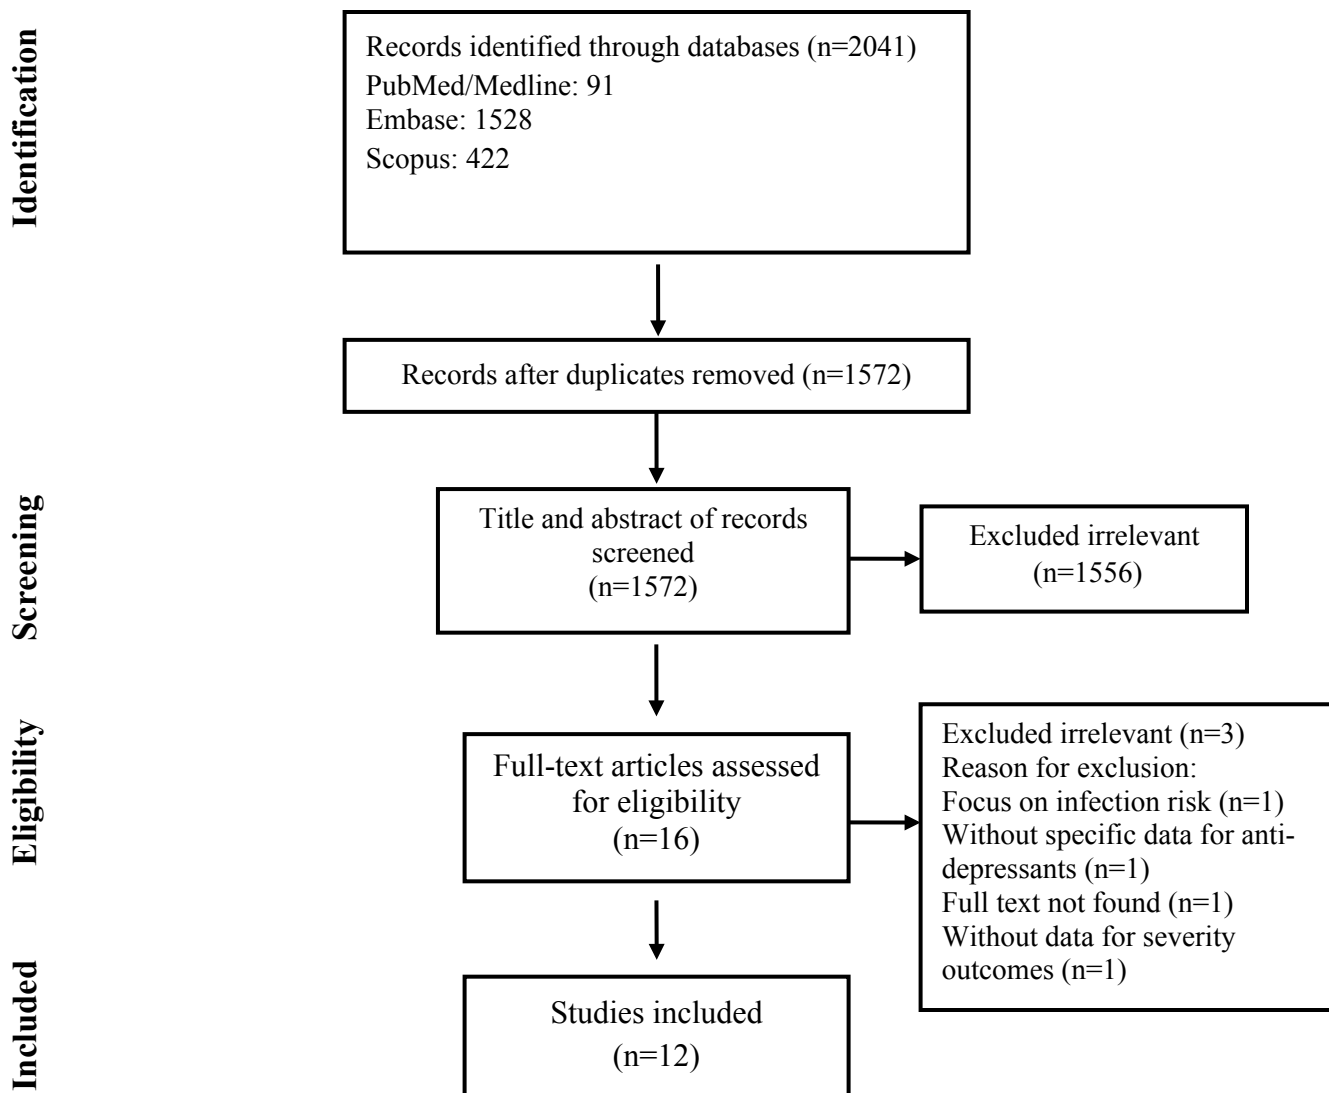 Identification
Records identified through databases (n=2041)
PubMed/Medline: 91
Embase: 1528
Scopus: 422
Records after duplicates removed (n=1572)
Screening
Title and abstract of records
screened
(n=1572)
Excluded irrelevant
(n=1556)
Eligibility
Full-text articles assessed
for eligibility
(n=16)
Excluded irrelevant (n=3)
Reason for exclusion:
Focus on infection risk (n=1)
Without specific data for anti-
depressants (n=1)
Full text not found (n=1)
Without data for severity
outcomes (n=1)
Included
Studies included
(n=12)